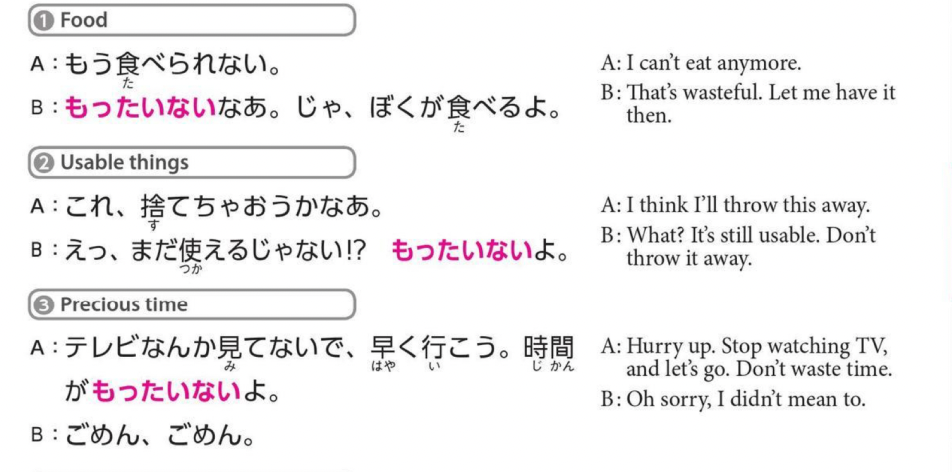 1 Food
A：もう食べられない。
た
B：もったいないなあ。じゃ、ぼくが食べるよ。
た
A: I can't eat anymore.
B: That's wasteful. Let me have it
then.
2 Usable things
A：これ、捨てちゃおうかなあ。
す
B：えっ、まだ使えるじゃない!?　もったいないよ。
つか
A: I think I'll throw this away.
B: What? It's still usable. Don't
throw it away.
3 Precious time
A：テレビなんか見てないで、早く行こう。時間
み はや い じ かん
がもったいないよ。
B：ごめん、ごめん。
A: Hurry up. Stop watching TV,
and let's go. Don't waste time.
B: Oh sorry, I didn't mean to.